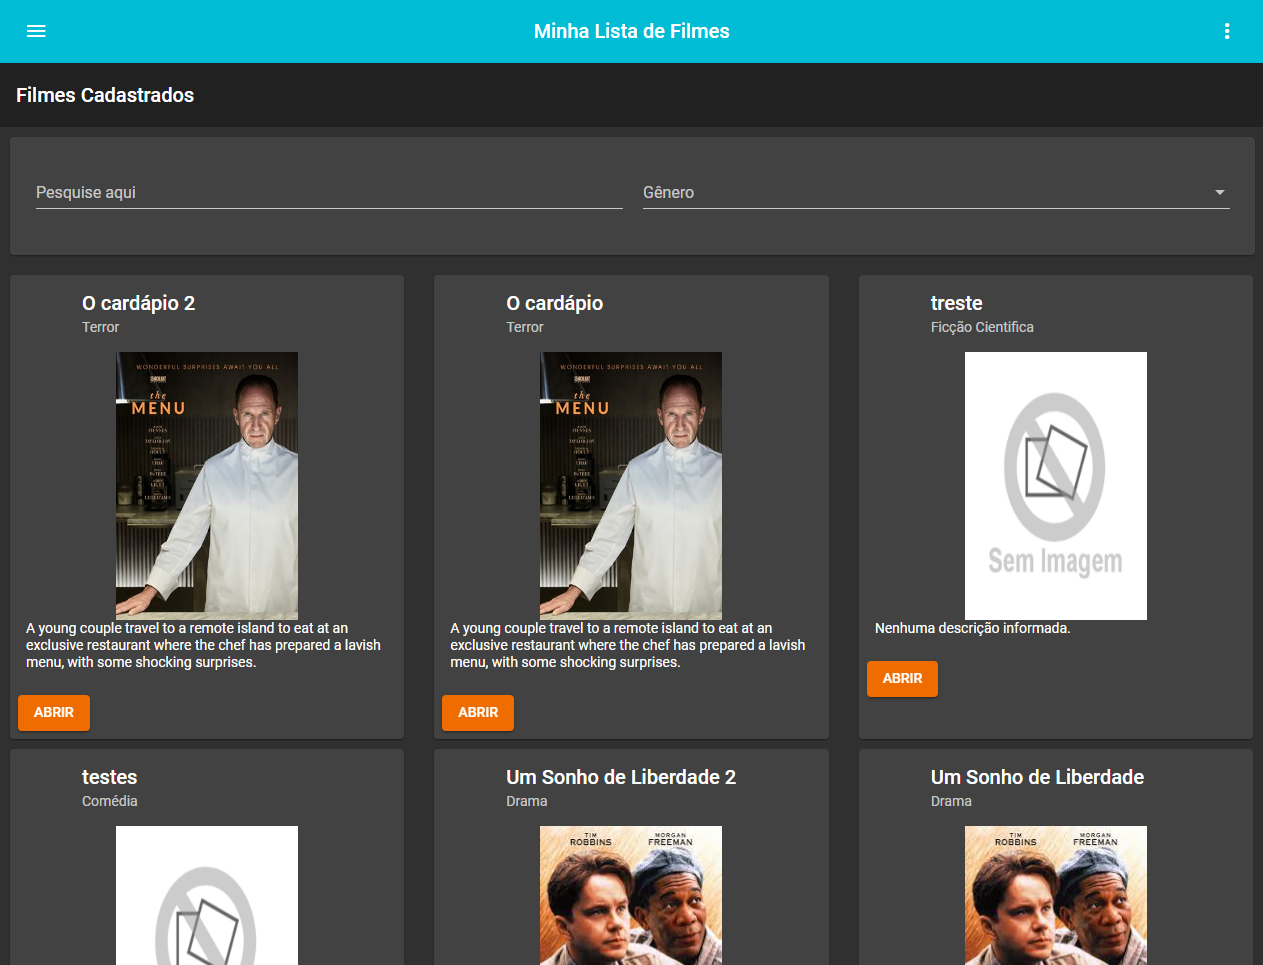 Minha Lista de Filmes
Filmes Cadastrados
Pesquise aqui
Gênero
O cardápio 2
Terror
WONDERFUL SURPRISES AWAIT YOU ALL
the
MENU
A young couple travel to a remote island to eat at an
exclusive restaurant where the chef has prepared a lavish
menu, with some shocking surprises.
ABRIR
O cardápio
Terror
WONDERFUL SURPRISES AWAIT YOU ALL
the
MENU
A young couple travel to a remote island to eat at an
exclusive restaurant where the chef has prepared a lavish
menu, with some shocking surprises.
ABRIR
treste
Ficção Cientifica
Sem Imagem
Nenhuma descrição informada.
ABRIR
testes
Comédia
Um Sonho de Liberdade 2
Drama
TIM
ROBBINS
MORGAN
FREEMAN
Um Sonho de Liberdade
Drama
TIM
ROBBINS
MORGAN
FREEMAN